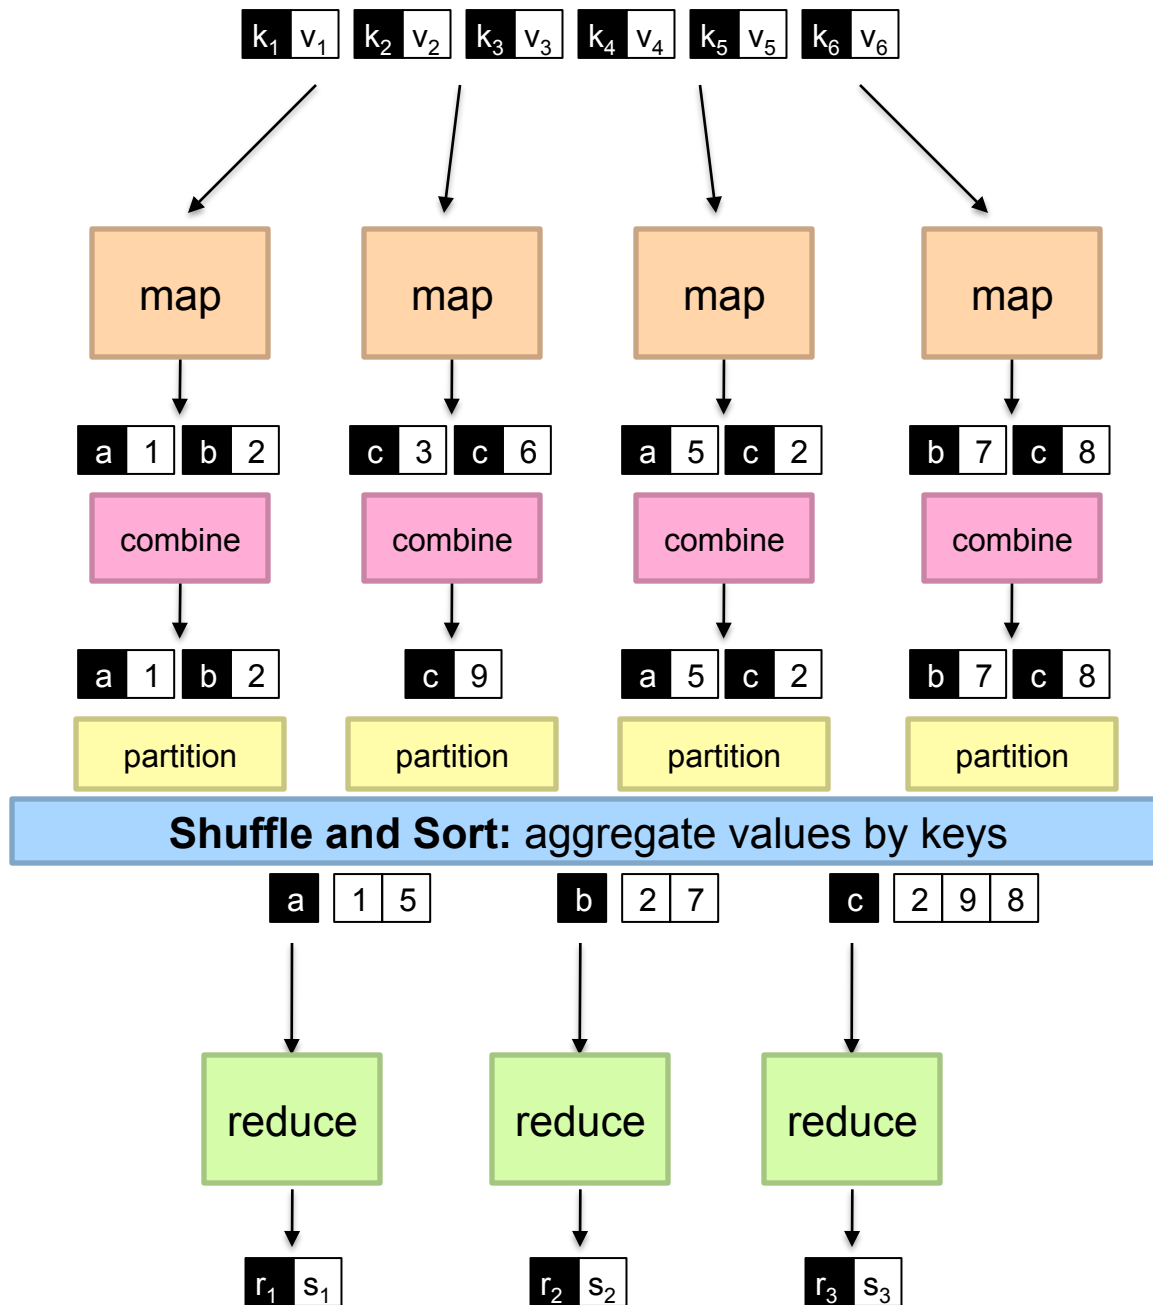 k1 v1 k2 v2 k3 v3 k4 v4 k5 v5 k6 v6
map map map map
a 1 b 2 c 3 c 6 a 5 c 2 b 7 c 8
combine combine combine combine
a 1 b 2 c 9 a 5 c 2 b 7 c 8
partition partition partition partition
Shuffle and Sort: aggregate values by keys
a 1 5 b 2 7 c 2 9 8
reduce reduce reduce
r1 s1 r2 s2 r3 s3